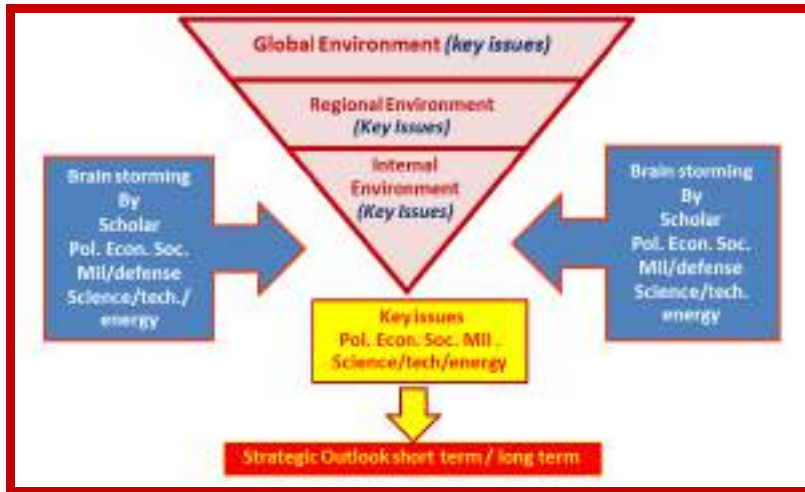 Global Environment (key issues)
Regional Environment
(Key Issues)
Internal
Environment
(Key Issues)
Brain storming
By
Scholar
Pol. Econ. Soc.
Mil/defense
Science/tech./
energy
Brain storming
By
Scholar
Pol. Econ. Soc.
Mil/defense
Science/tech.
energy
Key issues
Pol. Econ. Soc. Mil .
Science/tech/energy
Strategic Outlook short term / long term